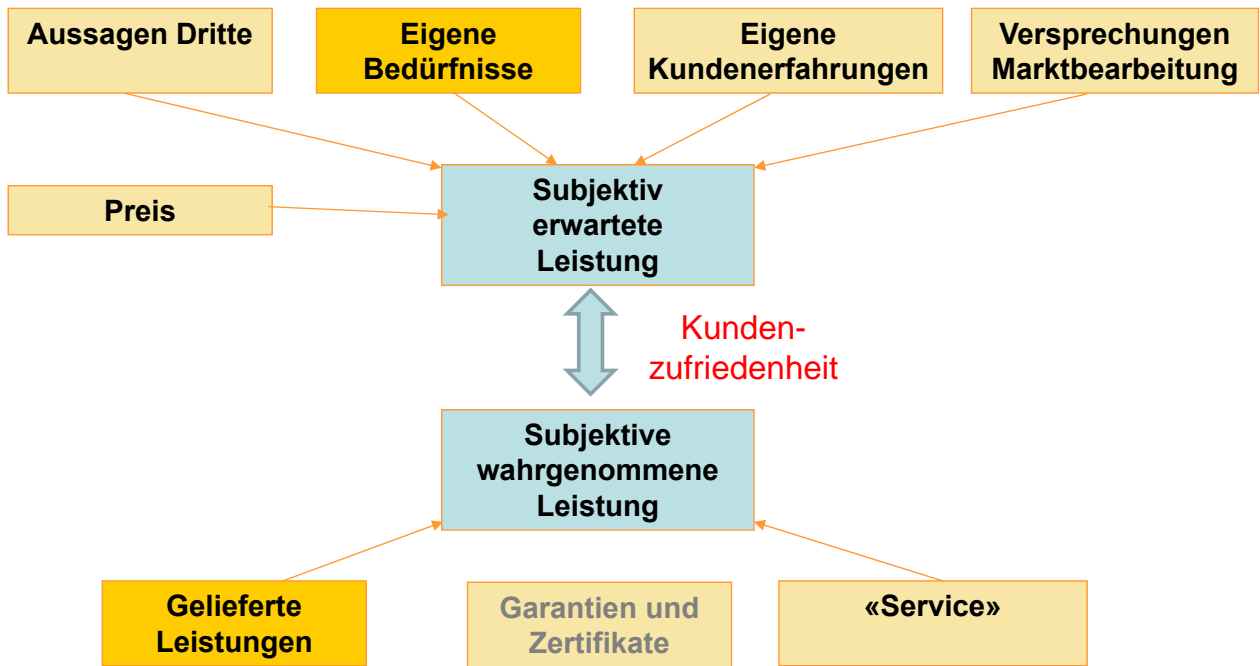 Aussagen Dritte
Eigene
Bedürfnisse
Eigene
Kundenerfahrungen
Versprechungen
Marktbearbeitung
Preis
Subjektiv
erwartete
Leistung
Kunden-
zufriedenheit
Subjektive
wahrgenommene
Leistung
Gelieferte
Leistungen
Garantien und
Zertifikate
«Service»